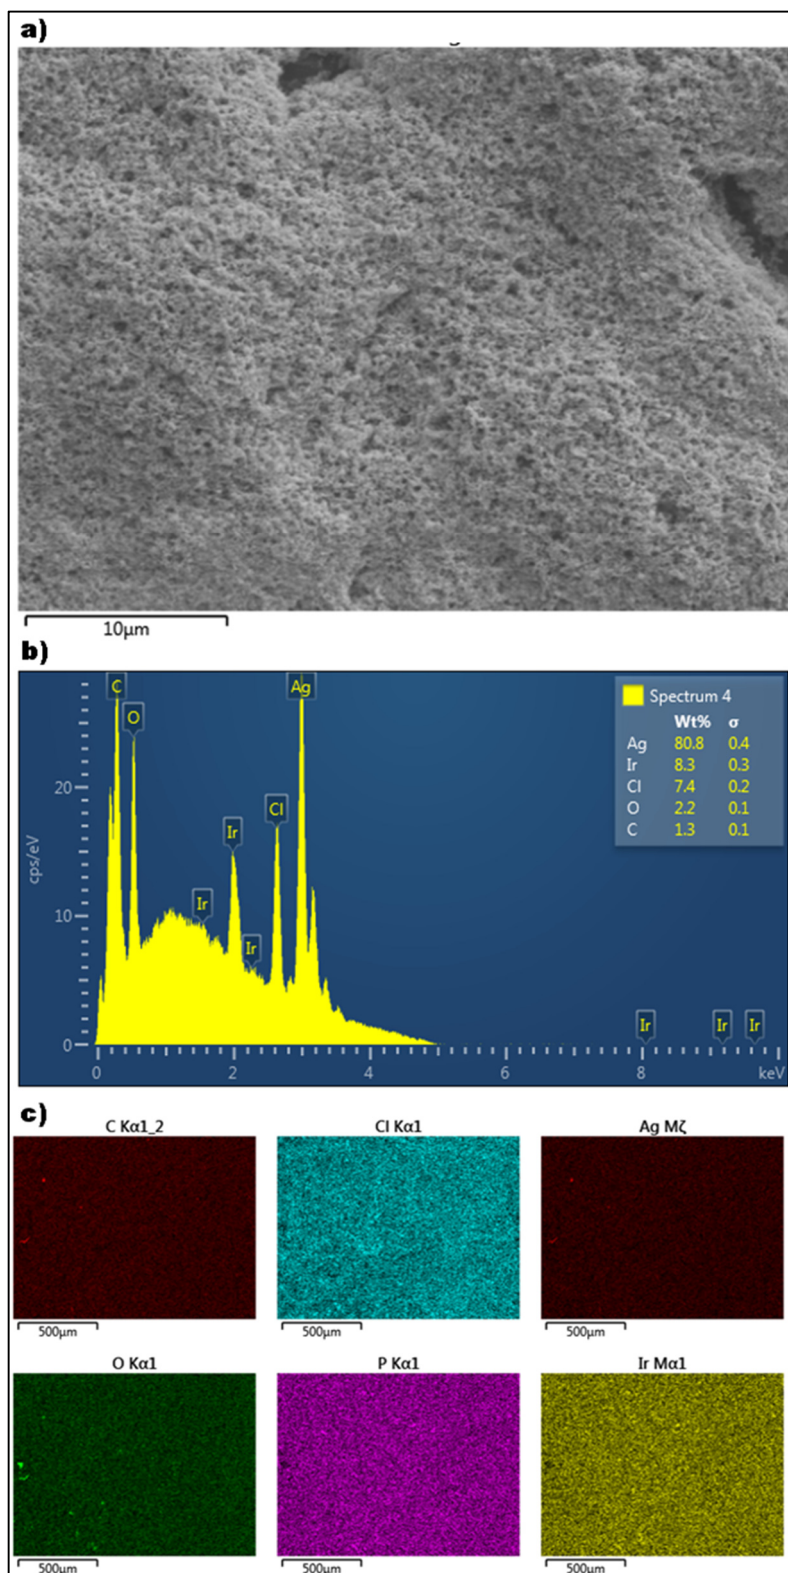 a)
10µm
b)
C
O
Ag
Ir
Cl
Ir
Ir
Ir
Ir
Ir
Spectrum 4
Wt% σ
Ag 80.8 0.4
Ir 8.3 0.3
Cl 7.4 0.2
O 2.2 0.1
C 1.3 0.1
cps/eV
20
10
0
0 2 4 6 8 keV
c)
C Kα1_2
Cl Kα1
Ag Mζ
500µm
500µm
500µm
O Kα1
P Kα1
Ir Mα1
500µm
500µm
500µm